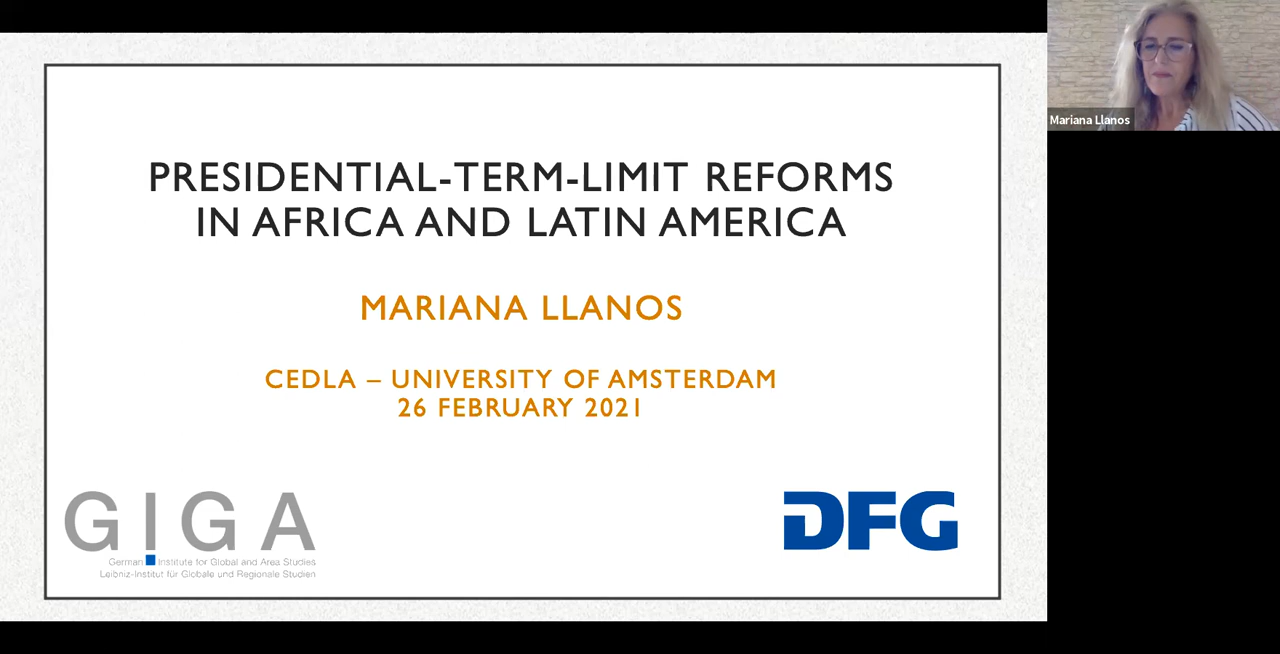 PRESIDENTIAL-TERM-LIMIT REFORMS
IN AFRICA AND LATIN AMERICA
MARIANA LLANOS
CEDLA – UNIVERSITY OF AMSTERDAM
26 FEBRUARY 2021
GIGA
German Institute for Global and Area Studies
Leibniz-Institut für Globale und Regionale Studien
DFG
Mariana Llanos